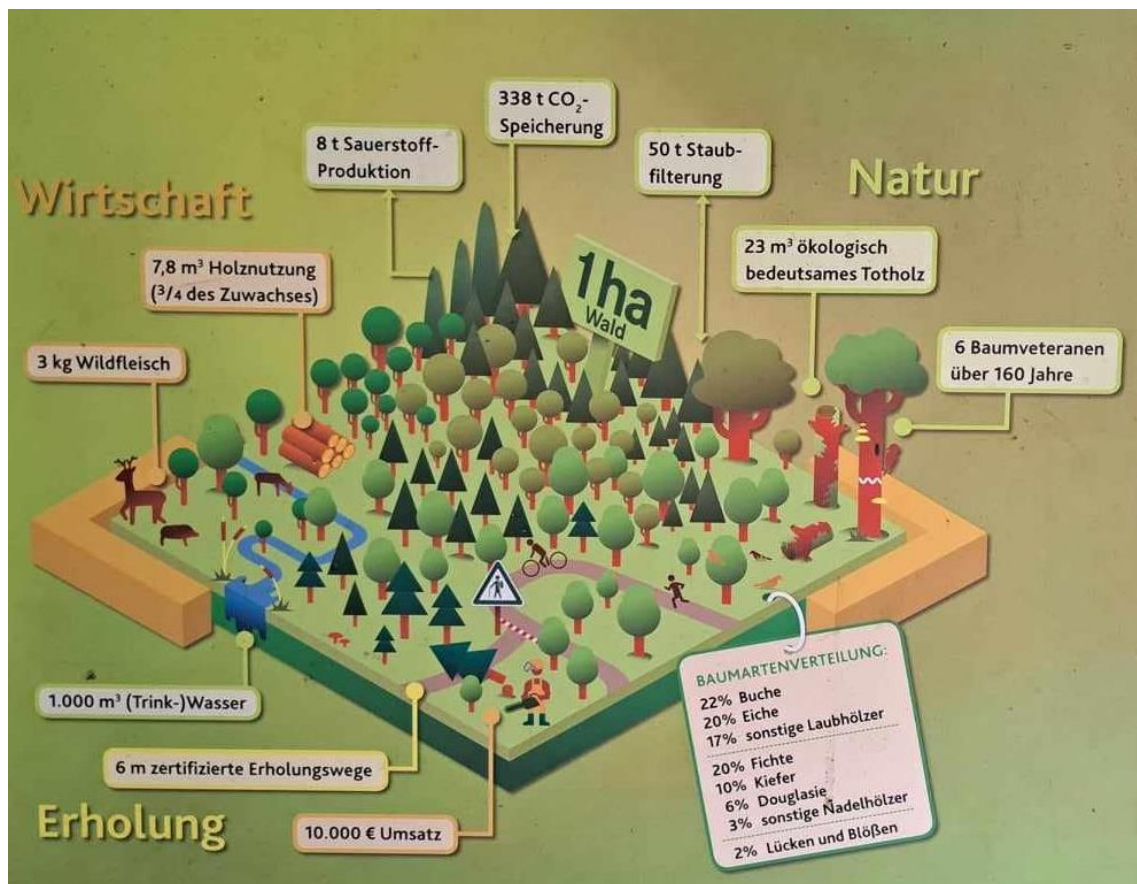 338 t CO₂-
Speicherung
8 t Sauerstoff-
Produktion
50 t Staub-
filterung
Wirtschaft
Natur
7,8 m³ Holznutzung
(³/4 des Zuwachses)
1 ha
Wald
23 m³ ökologisch
bedeutsames Totholz
3 kg Wildfleisch
6 Baumveteranen
über 160 Jahre
1.000 m³ (Trink-)Wasser
6 m zertifizierte Erholungswege
Erholung
10.000 € Umsatz
BAUMARTENVERTEILUNG:
22% Buche
20% Eiche
17% sonstige Laubhölzer
20% Fichte
10% Kiefer
6% Douglasie
3% sonstige Nadelhölzer
2% Lücken und Blößen